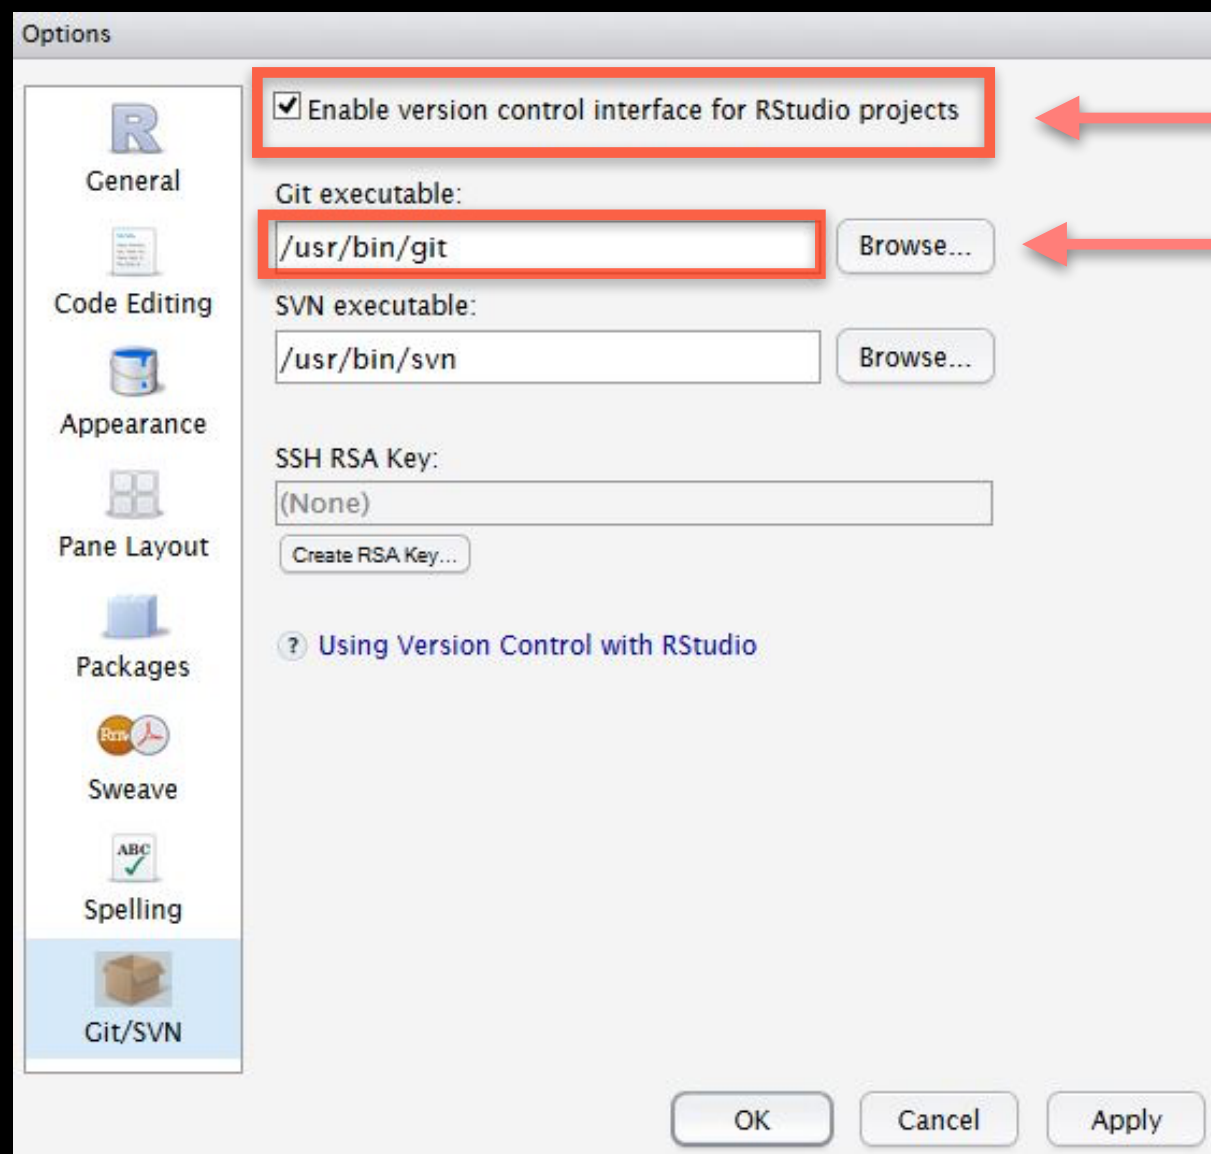 Options
General
Code Editing
Appearance
Pane Layout
Packages
Rnw
Sweave
ABC
Spelling
Git/SVN
Enable version control interface for RStudio projects
Git executable:
/usr/bin/git
Browse...
SVN executable:
/usr/bin/svn
Browse...
SSH RSA Key:
(None)
Create RSA Key...
? Using Version Control with RStudio
OK
Cancel
Apply